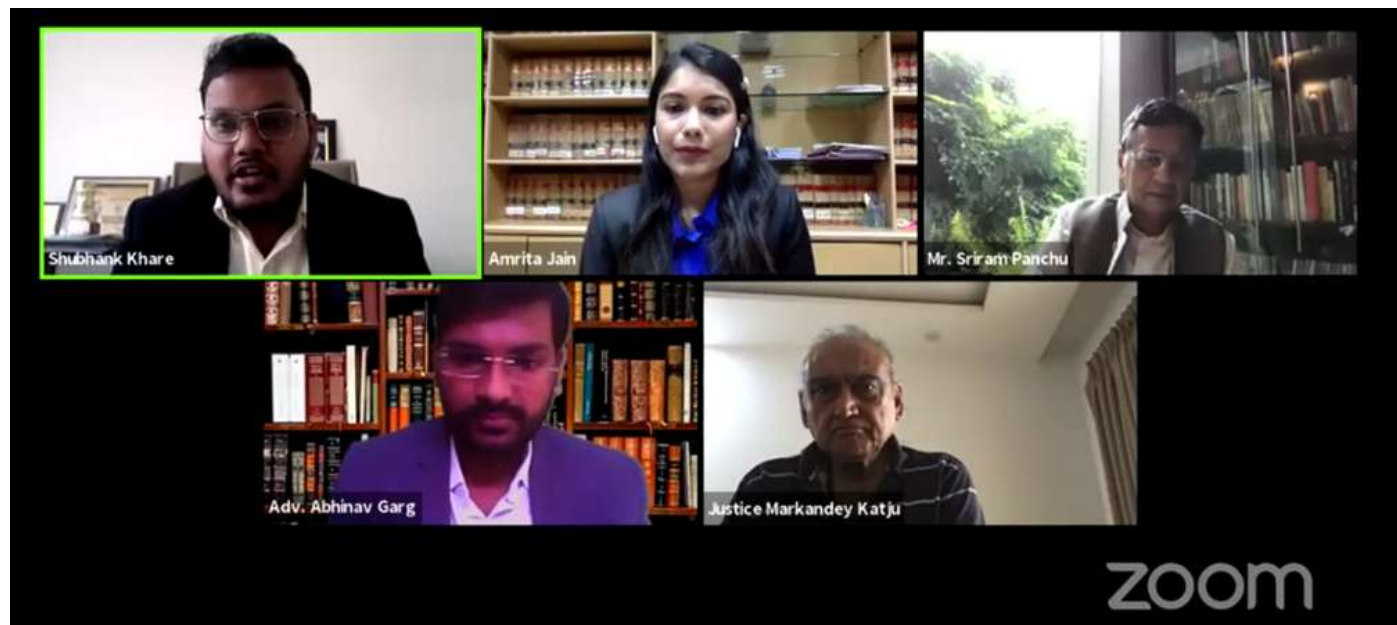 Shubhank Khare
Amrita Jain
Mr. Sriram Panchu
Adv. Abhinav Garg
Justice Markandey Katju
zoom